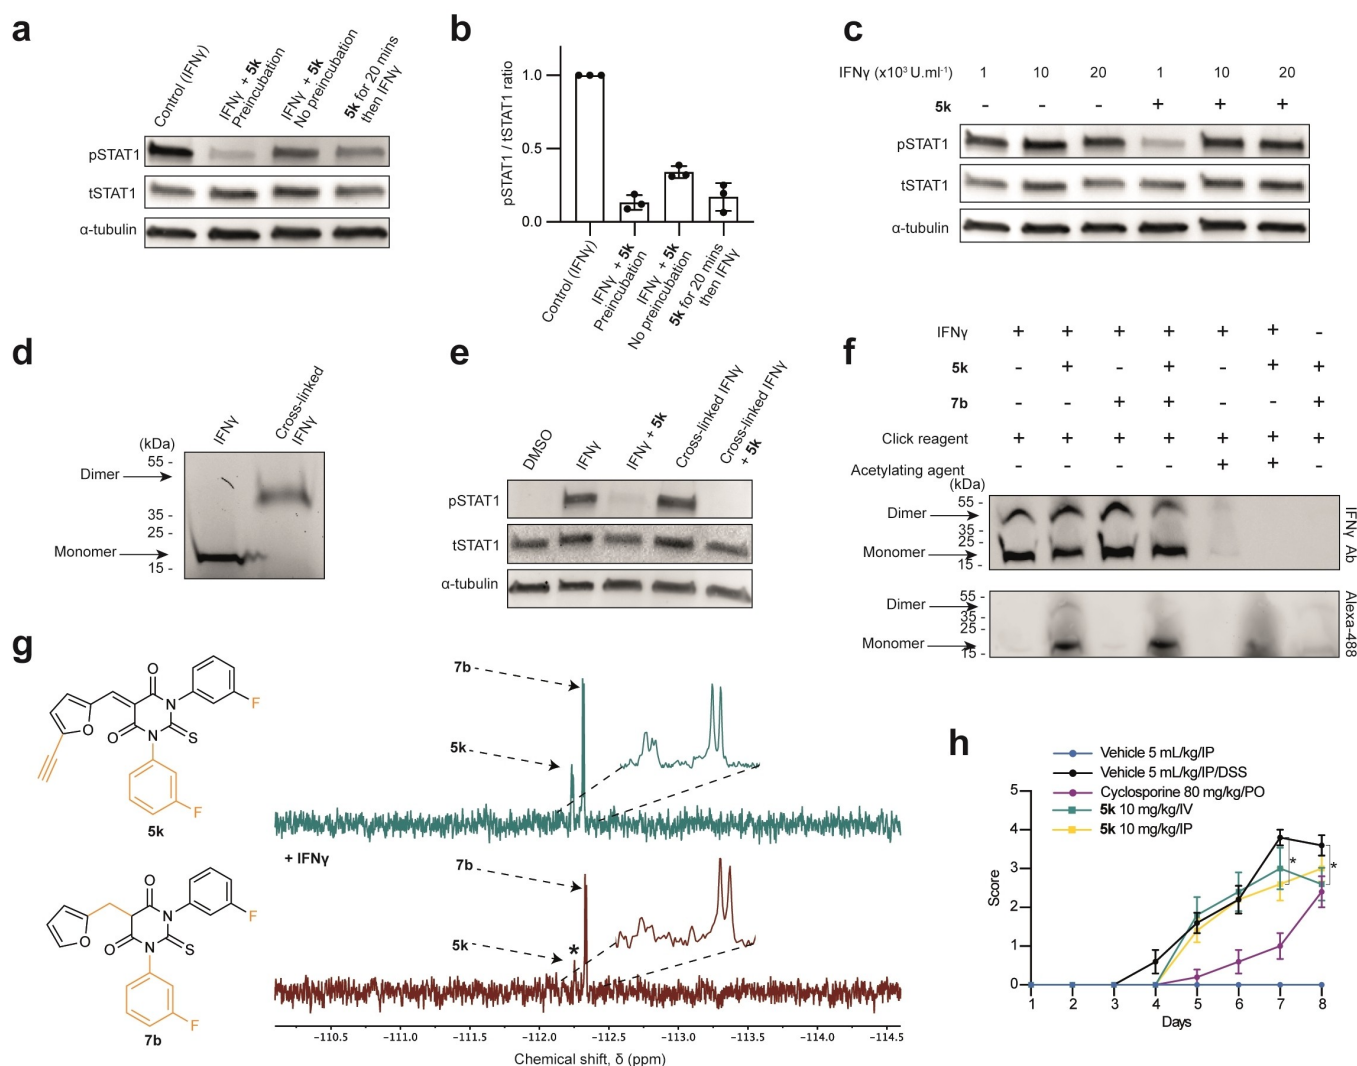 a
Control (IFNγ)
IFNγ + 5k
Preincubation
IFNγ + 5k
No preincubation
5k for 20 mins
then IFNγ
pSTAT1
tSTAT1
α-tubulin
b
pSTAT1 / tSTAT1 ratio
1.0
0.5
0.0
Control (IFNγ)
IFNγ + 5k
Preincubation
IFNγ + 5k
No preincubation
5k for 20 mins
then IFNγ
c
IFNγ (x10³ U.ml⁻¹) 1 10 20 1 10 20
5k - - - + + +
pSTAT1
tSTAT1
α-tubulin
d
IFNγ
Cross-linked
IFNγ
(kDa)
55 -
Dimer
35 -
25 -
Monomer
15 -
e
DMSO
IFNγ
IFNγ + 5k
Cross-linked IFNγ
Cross-linked IFNγ
+ 5k
pSTAT1
tSTAT1
α-tubulin
f
IFNγ + + + + + + -
5k - + - + - + +
7b - - + + - - +
Click reagent + + + + + + +
Acetylating agent - - - - + + -
(kDa)
55 -
Dimer
35 -
25 -
Monomer
15 -
IFNγ Ab
55 -
Dimer
35 -
25 -
Monomer
15 -
Alexa-488
g
O
N
F
O
O
N
S
F
5k
O
N
F
O
O
N
S
F
7b
7b
5k
+ IFNγ
7b
5k
*
-110.5 -111.0 -111.5 -112.0 -112.5 -113.0 -113.5 -114.0 -114.5
Chemical shift, δ (ppm)
h
Vehicle 5 mL/kg/IP
Vehicle 5 mL/kg/IP/DSS
Cyclosporine 80 mg/kg/PO
5k 10 mg/kg/IV
5k 10 mg/kg/IP
Score
5
4
3
2
1
0
* *
1 2 3 4 5 6 7 8
Days